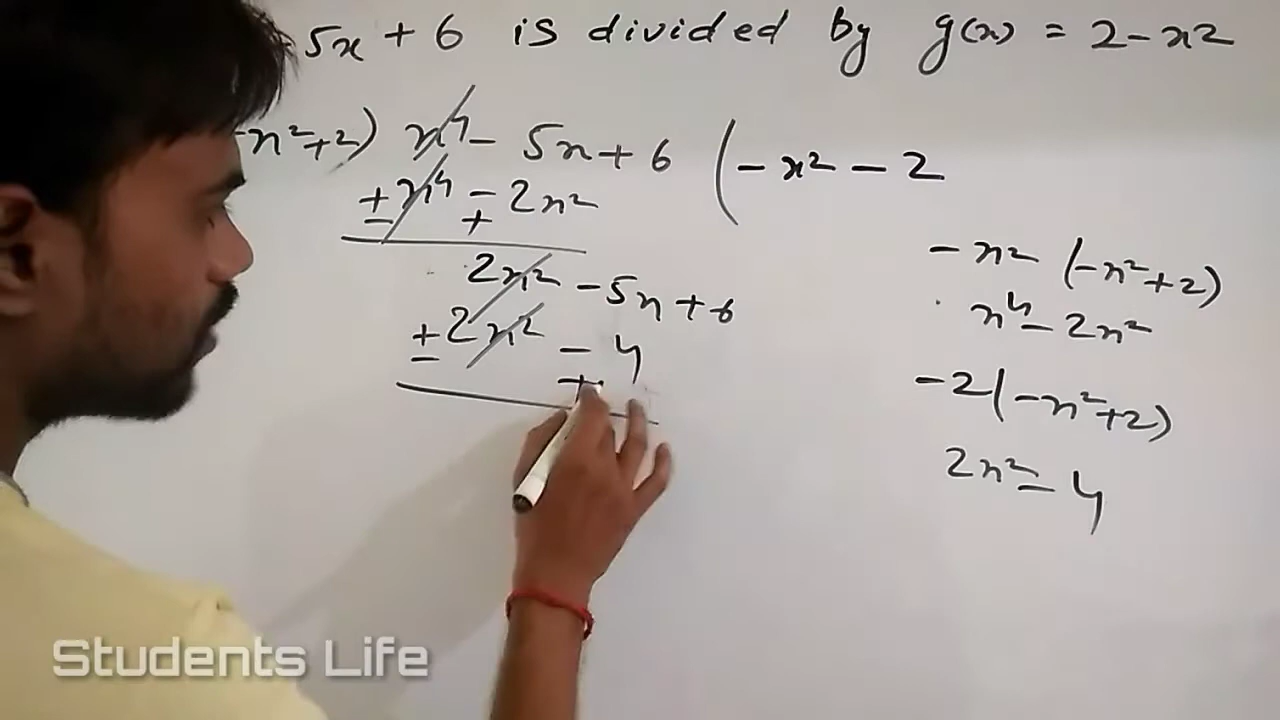 -5x + 6 is divided by g(x) = 2-x2
-x²+2) x⁴ - 5x + 6 (-x² - 2
± x⁴ - 2x²
+
2x² - 5x + 6
± 2x² - 4
+
-x² (-x²+2)
x⁴ - 2x²
-2(-x²+2)
2x² - 4
Students Life